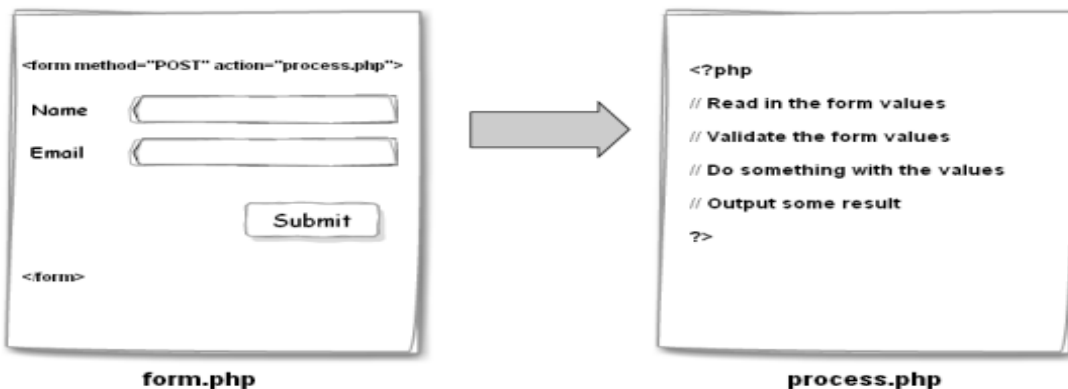 <form method="POST" action="process.php">
Name
Email
Submit
</form>
form.php
<?php
// Read in the form values
// Validate the form values
// Do something with the values
// Output some result
?>
process.php